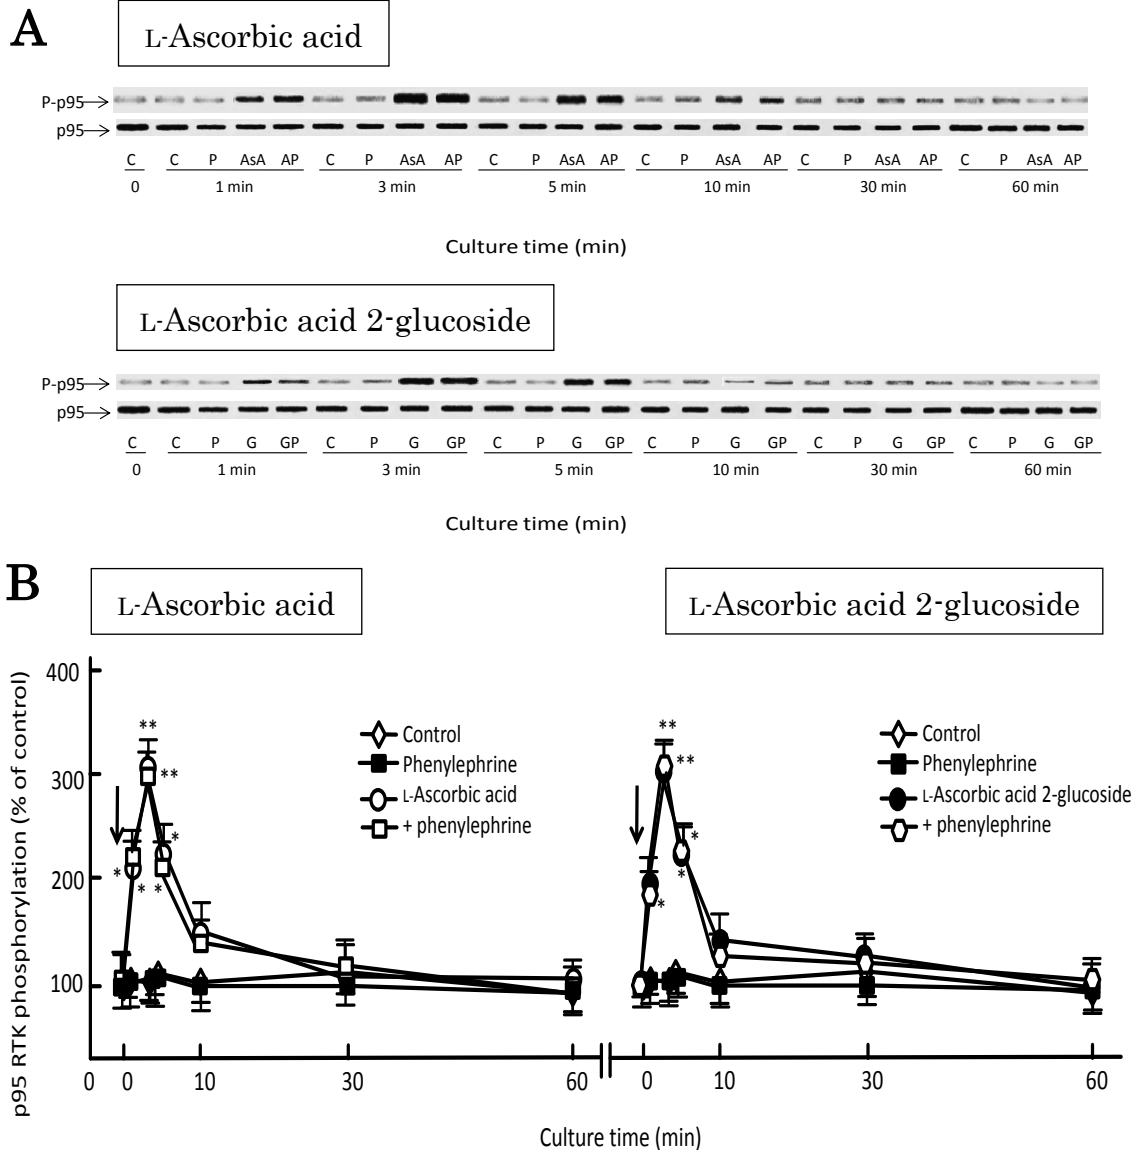 A
L-Ascorbic acid
P-p95
p95
C C P AsA AP C P AsA AP C P AsA AP C P AsA AP C P AsA AP C P AsA AP
0 1 min 3 min 5 min 10 min 30 min 60 min
Culture time (min)
L-Ascorbic acid 2-glucoside
P-p95
p95
C C P G GP C P G GP C P G GP C P G GP C P G GP C P G GP
0 1 min 3 min 5 min 10 min 30 min 60 min
Culture time (min)
B
L-Ascorbic acid
L-Ascorbic acid 2-glucoside
p95 RTK phosphorylation (% of control)
400
300
200
100
0
**
**
*
*
*
*
Control
Phenylephrine
L-Ascorbic acid
+ phenylephrine
0 10 30 60
**
**
*
*
*
Control
Phenylephrine
L-Ascorbic acid 2-glucoside
+ phenylephrine
0 10 30 60
Culture time (min)